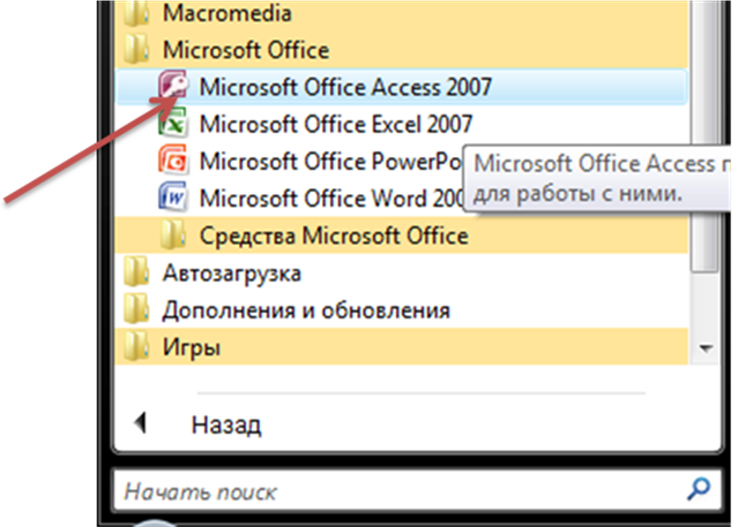 Macromedia
Microsoft Office
Microsoft Office Access 2007
Microsoft Office Excel 2007
Microsoft Office PowerPo
Microsoft Office Access п
для работы с ними.
Microsoft Office Word 200
Средства Microsoft Office
Автозагрузка
Дополнения и обновления
Игры
Назад
Начать поиск